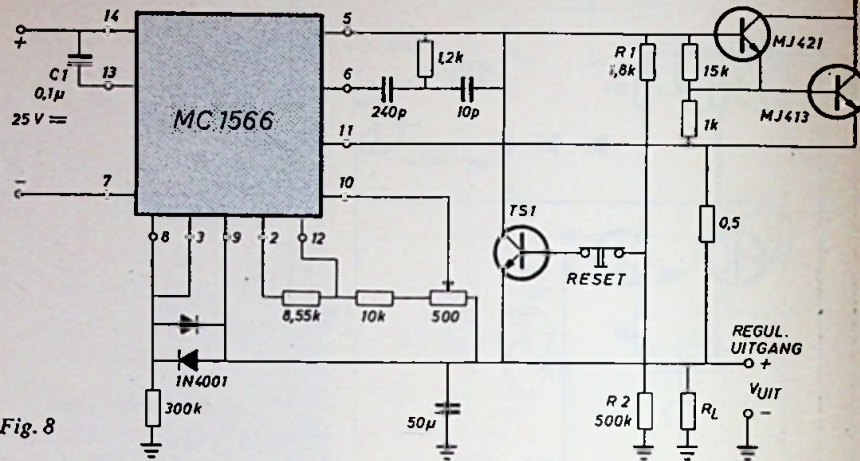 14
5
+
C1
13
0,1µ
25 V
6
1,2k
240p
10p
MC 1566
R1
1,8k
15k
MJ421
1k
MJ413
11
10
-
7
8
3
9
2
12
TS1
RESET
0,5
8,55k
10k
500
1N4001
300k
50µ
R2
500k
RL
REGUL.
UITGANG
+
VUIT
-
Fig. 8